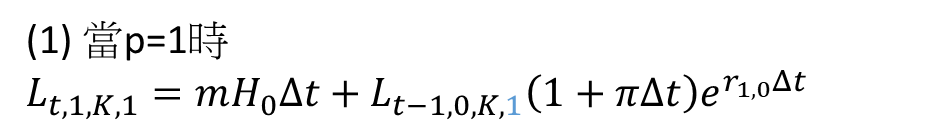 (1) 當p=1時
L_{t,1,K,1} = mH_0Δt + L_{t−1,0,K,1}(1 + πΔt)e^{r_{1,0}Δt}